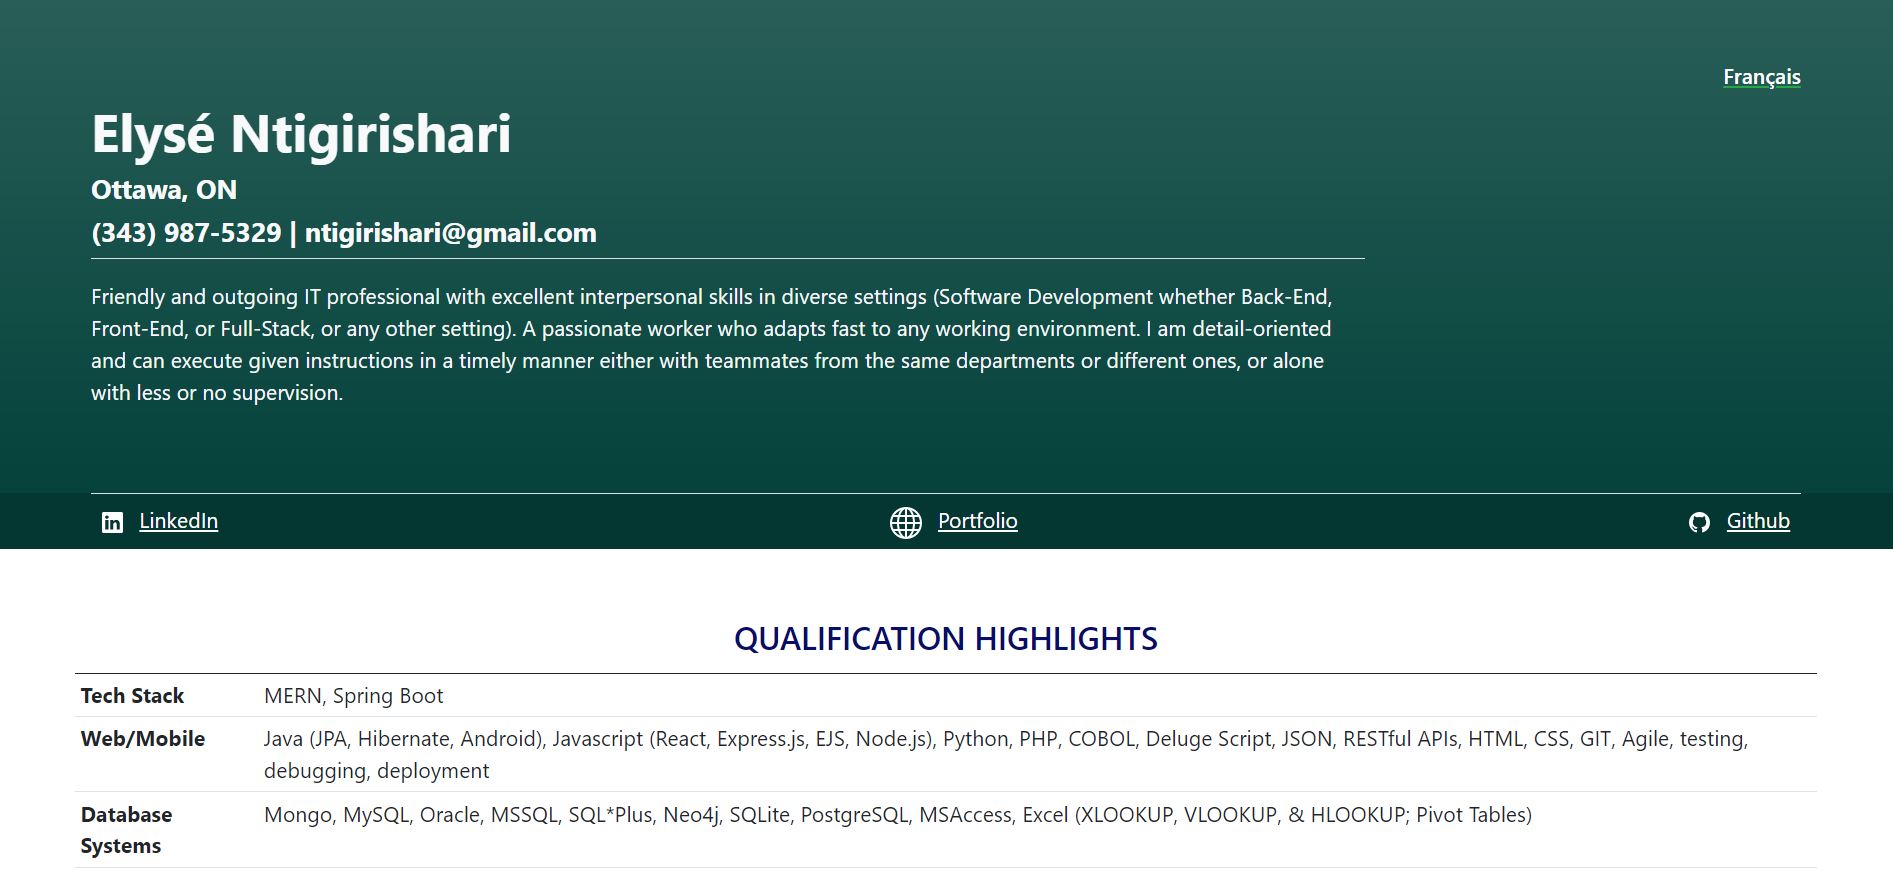 Français
Elysé Ntigirishari
Ottawa, ON
(343) 987-5329 | ntigirishari@gmail.com
Friendly and outgoing IT professional with excellent interpersonal skills in diverse settings (Software Development whether Back-End,
Front-End, or Full-Stack, or any other setting). A passionate worker who adapts fast to any working environment. I am detail-oriented
and can execute given instructions in a timely manner either with teammates from the same departments or different ones, or alone
with less or no supervision.
LinkedIn Portfolio Github
QUALIFICATION HIGHLIGHTS
Tech Stack MERN, Spring Boot
Web/Mobile Java (JPA, Hibernate, Android), Javascript (React, Express.js, EJS, Node.js), Python, PHP, COBOL, Deluge Script, JSON, RESTful APIs, HTML, CSS, GIT, Agile, testing,
debugging, deployment
Database Mongo, MySQL, Oracle, MSSQL, SQL*Plus, Neo4j, SQLite, PostgreSQL, MSAccess, Excel (XLOOKUP, VLOOKUP, & HLOOKUP; Pivot Tables)
Systems